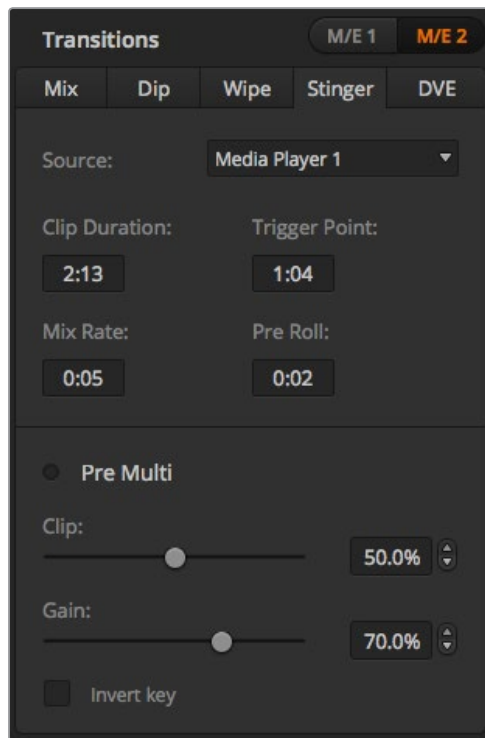 Transitions M/E 1 M/E 2
Mix Dip Wipe Stinger DVE
Source: Media Player 1
Clip Duration: Trigger Point:
2:13 1:04
Mix Rate: Pre Roll:
0:05 0:02
Pre Multi
Clip:
50.0%
Gain:
70.0%
Invert key